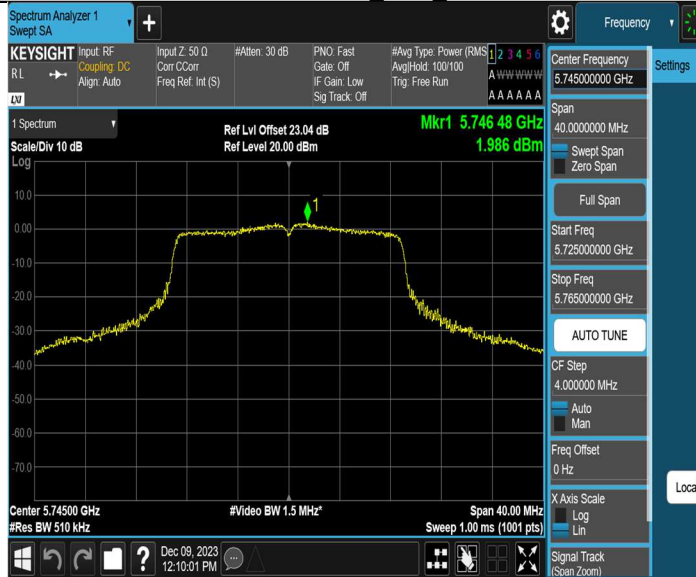 Spectrum Analyzer 1
Swept SA
Frequency
KEYSIGHT
RL
LXI
Input: RF
Coupling: DC
Align: Auto
Input Z: 50 Ω
Corr CCorr
Freq Ref: Int (S)
#Atten: 30 dB
PNO: Fast
Gate: Off
IF Gain: Low
Sig Track: Off
#Avg Type: Power (RMS
Avg|Hold: 100/100
Trig: Free Run
1 2 3 4 5 6
A W W W W W
A A A A A A
1 Spectrum
Scale/Div 10 dB
Log
Ref Lvl Offset 23.04 dB
Ref Level 20.00 dBm
Mkr1 5.746 48 GHz
1.986 dBm
1
10.0
0.00
-10.0
-20.0
-30.0
-40.0
-50.0
-60.0
-70.0
Center 5.74500 GHz
#Res BW 510 kHz
#Video BW 1.5 MHz*
Span 40.00 MHz
Sweep 1.00 ms (1001 pts)
Dec 09, 2023
12:10:01 PM
?
Center Frequency
5.745000000 GHz
Settings
Span
40.0000000 MHz
Swept Span
Zero Span
Full Span
Start Freq
5.725000000 GHz
Stop Freq
5.765000000 GHz
AUTO TUNE
CF Step
4.000000 MHz
Auto
Man
Freq Offset
0 Hz
X Axis Scale
Log
Lin
Loca
Signal Track
(Span Zoom)